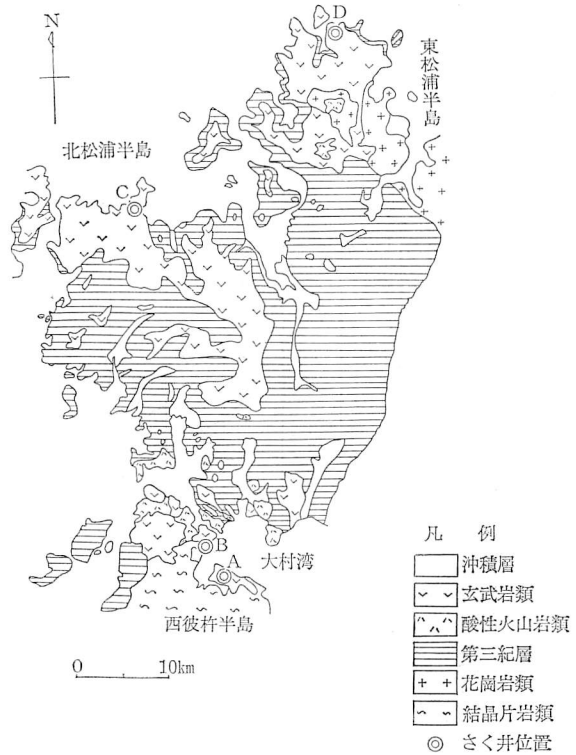 N
D
東松浦半島
北松浦半島
C
B
A
大村湾
西彼杵半島
0 10km
凡 例
沖積層
玄武岩類
酸性火山岩類
第三紀層
花崗岩類
結晶片岩類
さく井位置